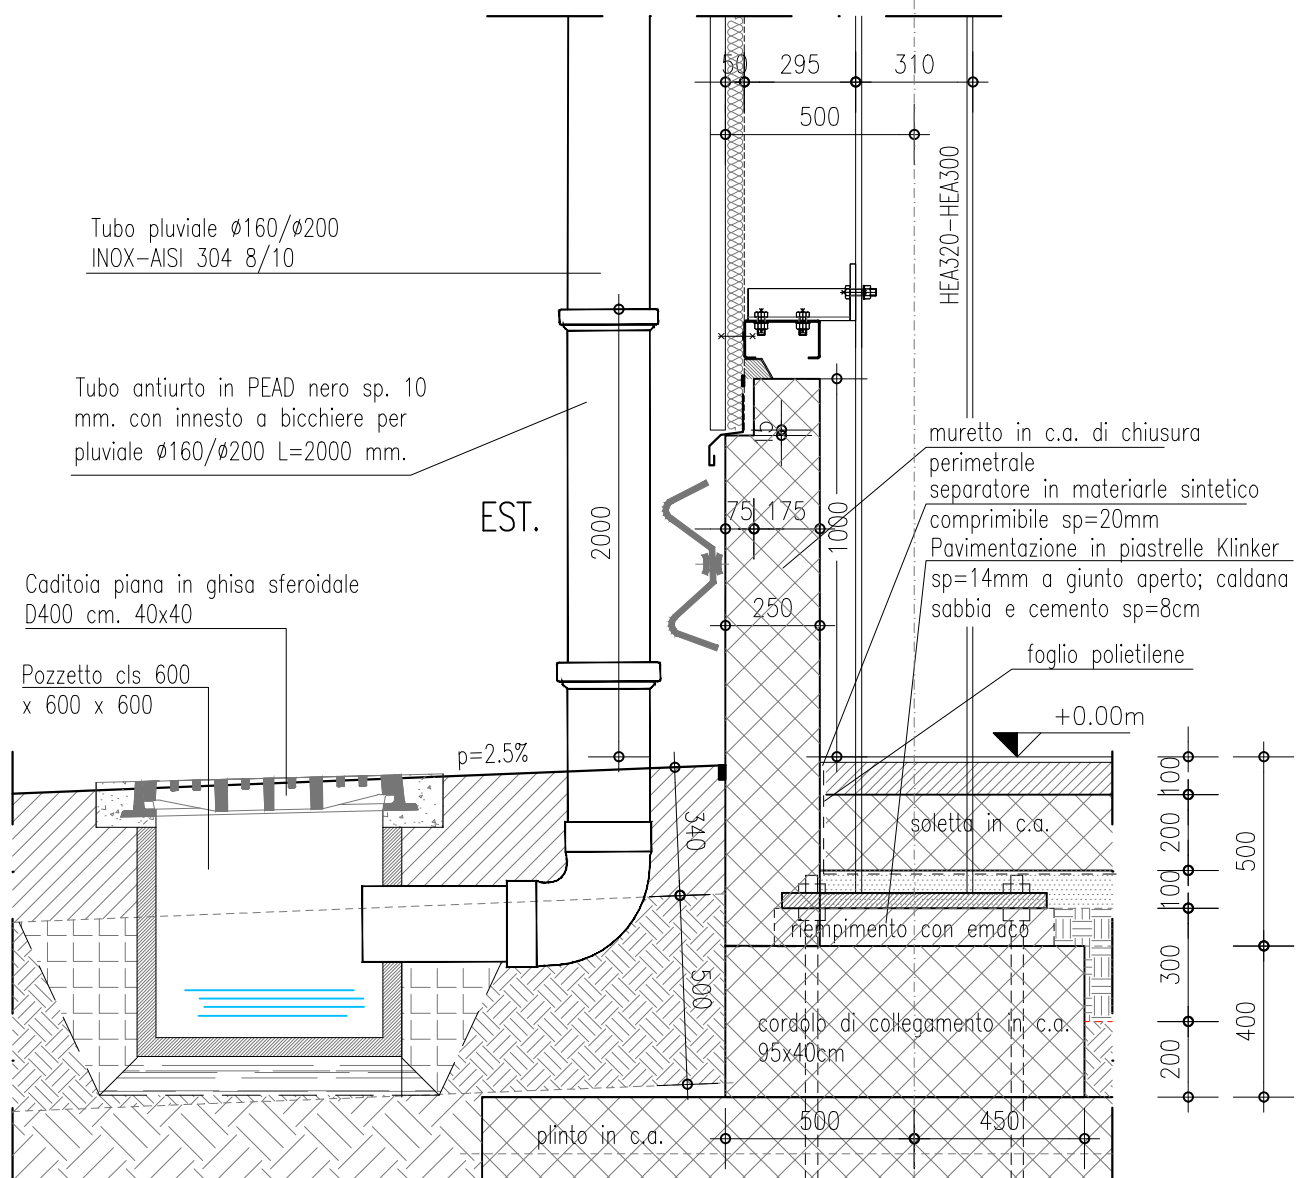 50
295
310
500
HEA320-HEA300
Tubo pluviale ø160/ø200
INOX-AISI 304 8/10
Tubo antiurto in PEAD nero sp. 10
mm. con innesto a bicchiere per
pluviale ø160/ø200 L=2000 mm.
EST.
2000
75
175
1000
250
muretto in c.a. di chiusura
perimetrale
separatore in materiarle sintetico
comprimibile sp=20mm
Pavimentazione in piastrelle Klinker
sp=14mm a giunto aperto; caldana
sabbia e cemento sp=8cm
foglio polietilene
+0.00m
Caditoia piana in ghisa sferoidale
D400 cm. 40x40
Pozzetto cls 600
x 600 x 600
p=2.5%
340
500
soletta in c.a.
riempimento con emaco
cordolo di collegamento in c.a.
95x40cm
plinto in c.a.
500
450
100
200
100
300
200
500
400